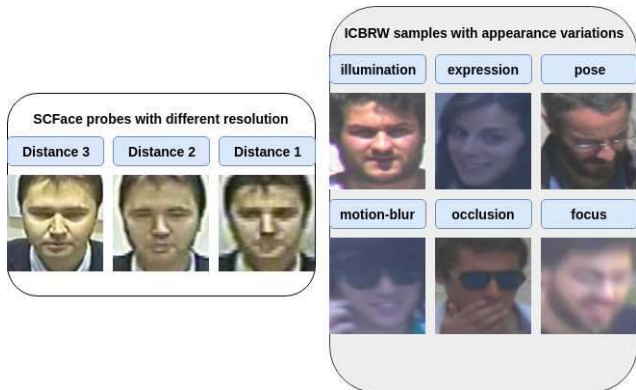 SCFace probes with different resolution
Distance 3 Distance 2 Distance 1
ICBRW samples with appearance variations
illumination expression pose
motion-blur occlusion focus